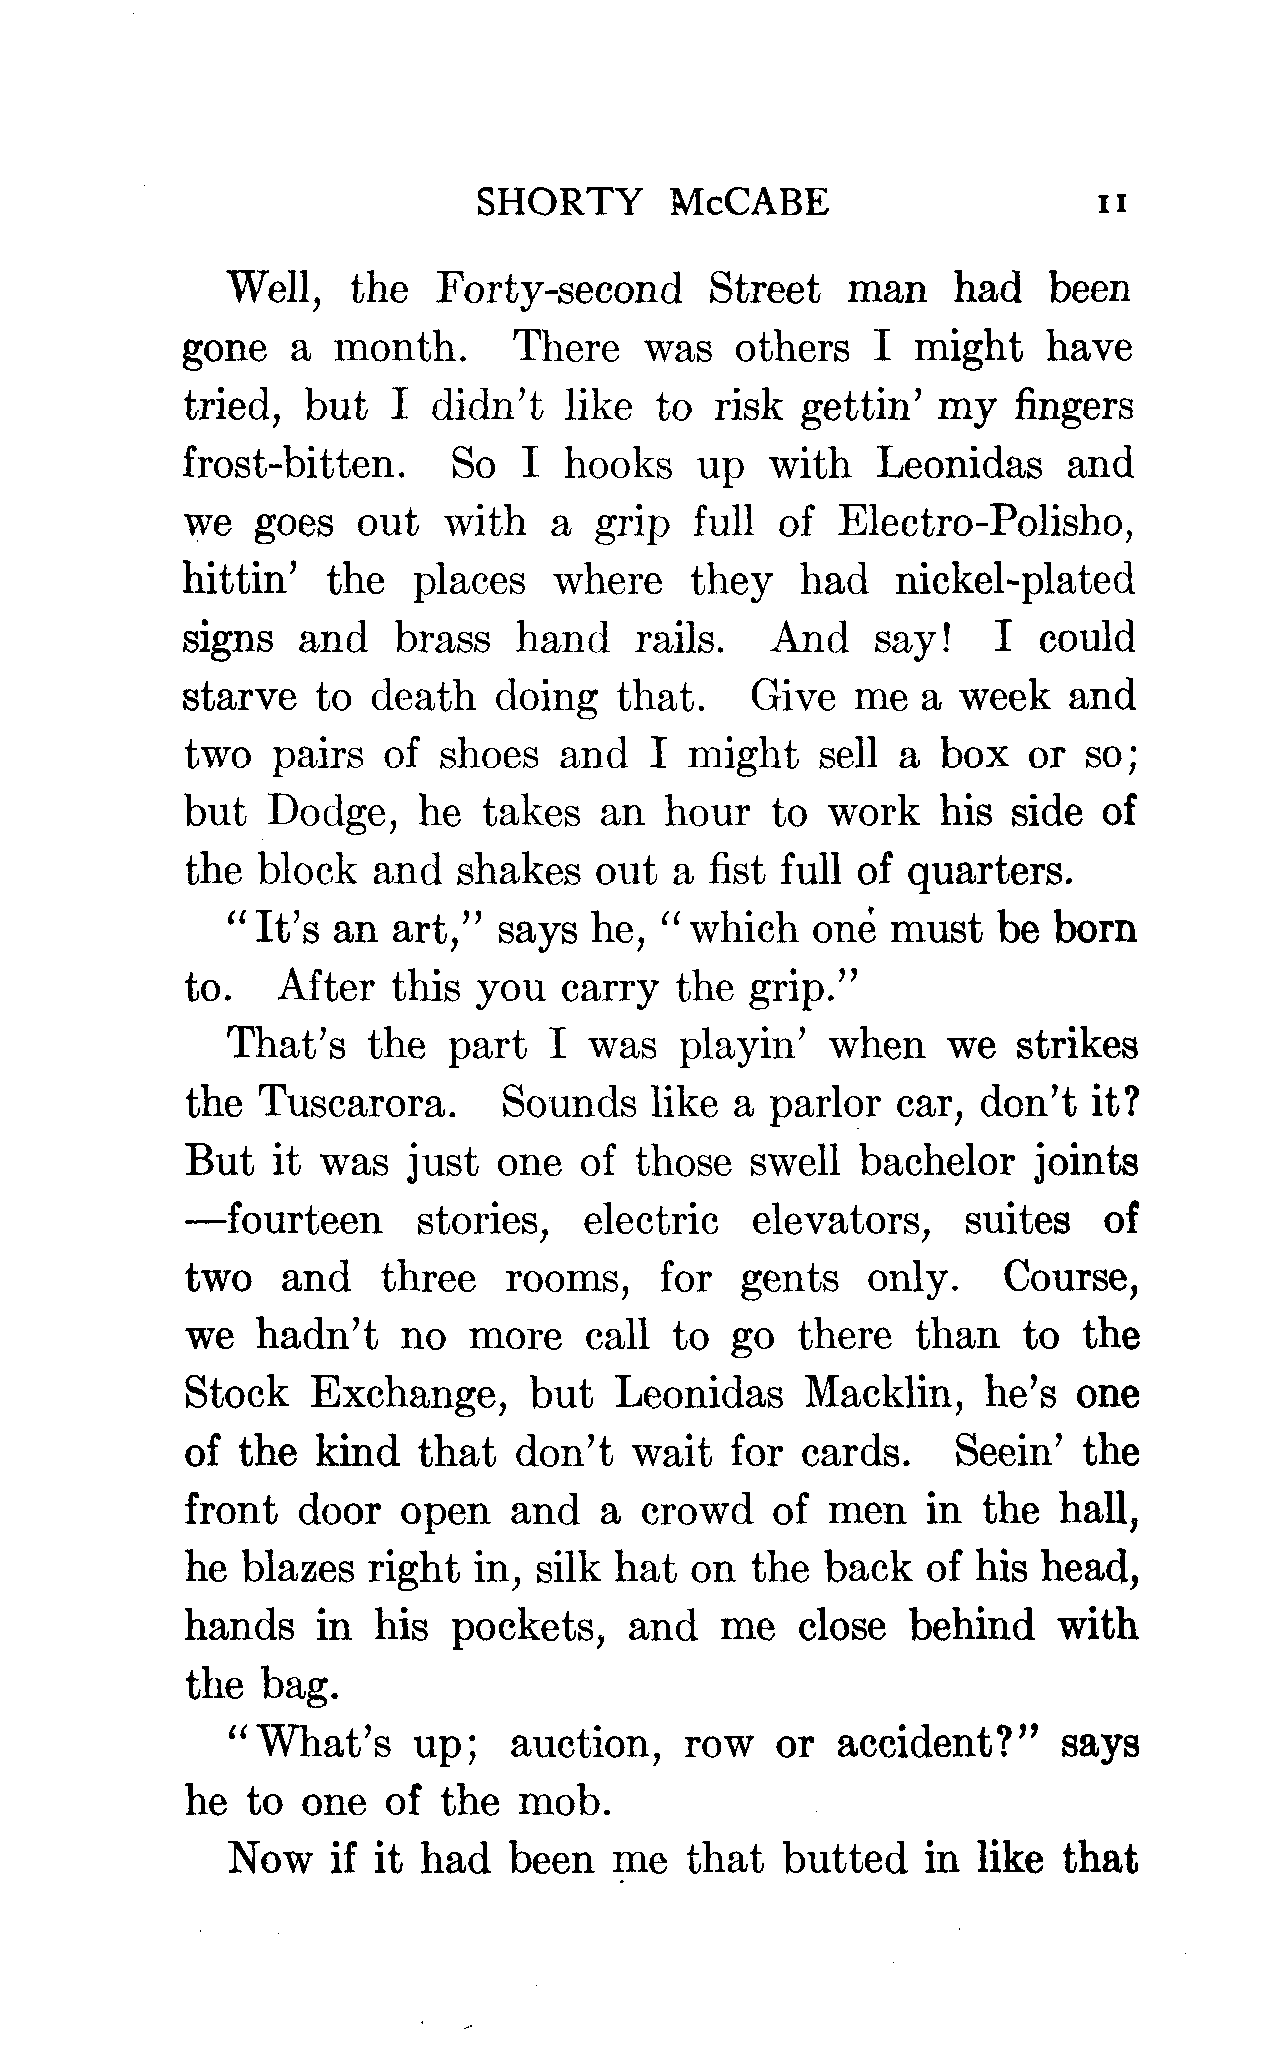 SHORTY McCABE 11
Well, the Forty-second Street man had been
gone a month. There was others I might have
tried, but I didn't like to risk gettin' my fingers
frost-bitten. So I hooks up with Leonidas and
we goes out with a grip full of Electro-Polisho,
hittin' the places where they had nickel-plated
signs and brass hand rails. And say! I could
starve to death doing that. Give me a week and
two pairs of shoes and I might sell a box or so;
but Dodge, he takes an hour to work his side of
the block and shakes out a fist full of quarters.
"It's an art," says he, "which one must be born
to. After this you carry the grip."
That's the part I was playin' when we strikes
the Tuscarora. Sounds like a parlor car, don't it?
But it was just one of those swell bachelor joints
—fourteen stories, electric elevators, suites of
two and three rooms, for gents only. Course,
we hadn't no more call to go there than to the
Stock Exchange, but Leonidas Macklin, he's one
of the kind that don't wait for cards. Seein' the
front door open and a crowd of men in the hall,
he blazes right in, silk hat on the back of his head,
hands in his pockets, and me close behind with
the bag.
"What's up; auction, row or accident?" says
he to one of the mob.
Now if it had been me that butted in like that